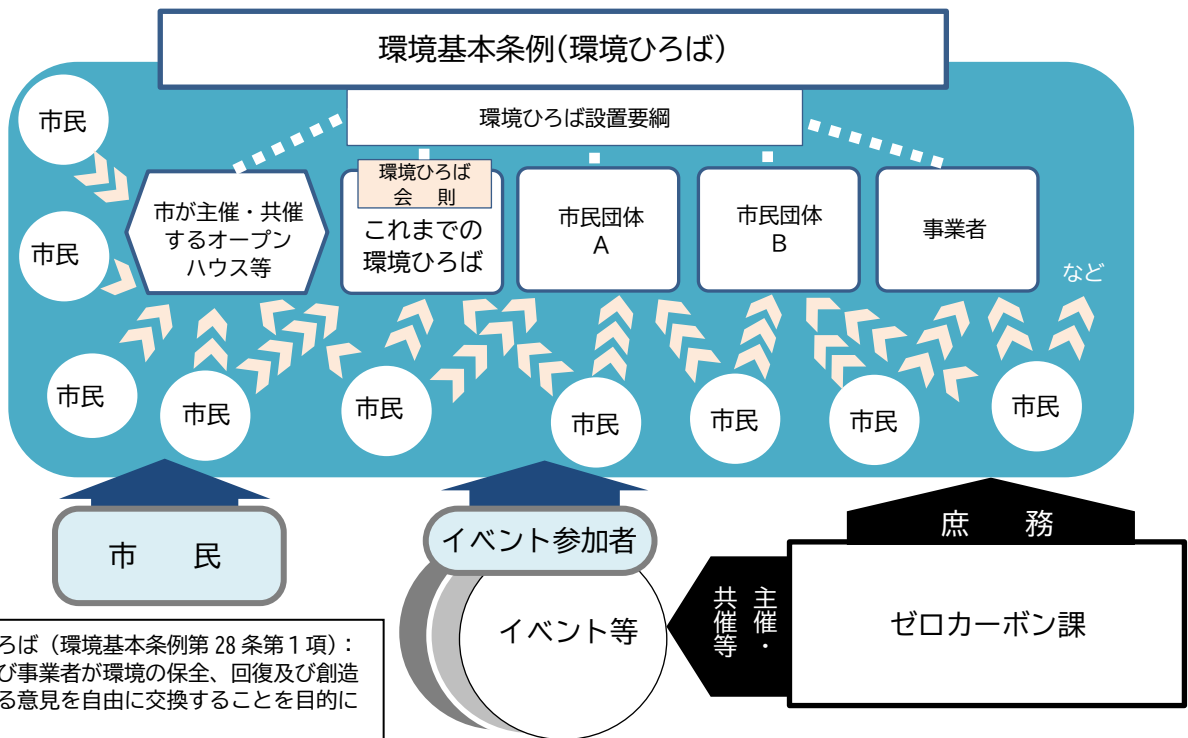 環境基本条例(環境ひろば)
環境ひろば設置要綱
市民
市民
市が主催・共催
するオープン
ハウス等
環境ひろば
会　則
これまでの
環境ひろば
市民団体
A
市民団体
B
事業者
など
市民
市民
市民
市民
市民
市民
市民
市　民
イベント参加者
庶　務
イベント等
主催・
共催等
ゼロカーボン課
ろば（環境基本条例第 28 条第１項）：
び事業者が環境の保全、回復及び創造
る意見を自由に交換することを目的に